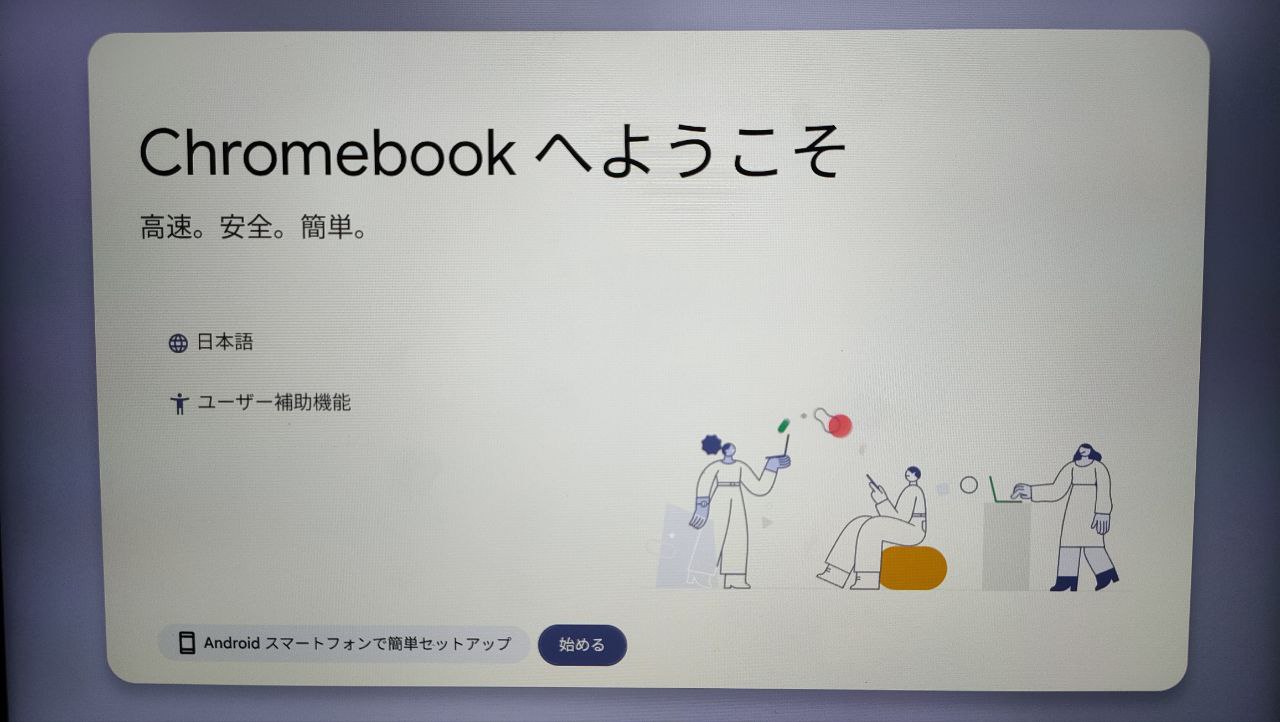 Chromebook へようこそ
高速。安全。簡単。
日本語
ユーザー補助機能
Android スマートフォンで簡単セットアップ
始める